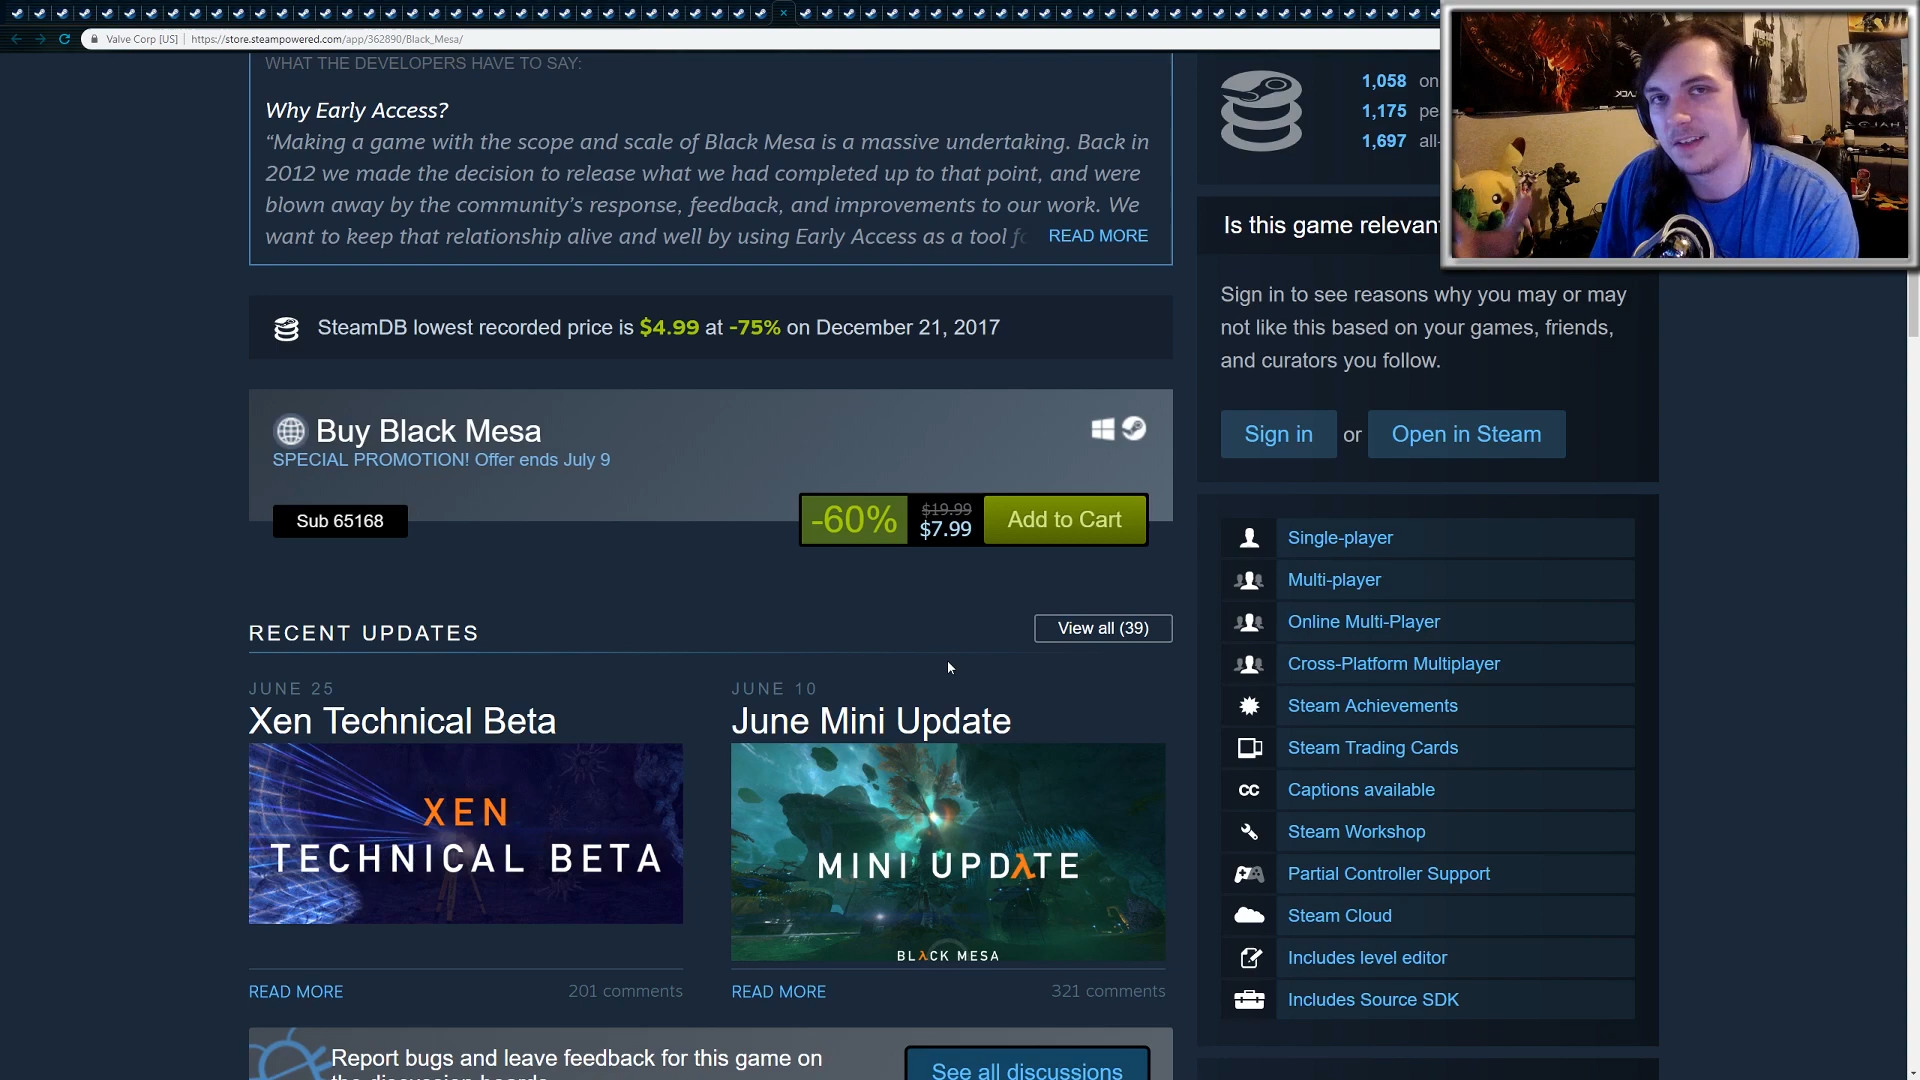 Valve Corp [US] | https://store.steampowered.com/app/362890/Black_Mesa/
WHAT THE DEVELOPERS HAVE TO SAY:
Why Early Access?
“Making a game with the scope and scale of Black Mesa is a massive undertaking. Back in
2012 we made the decision to release what we had completed up to that point, and were
blown away by the community’s response, feedback, and improvements to our work. We
want to keep that relationship alive and well by using Early Access as a tool READ MORE
SteamDB lowest recorded price is $4.99 at -75% on December 21, 2017
Buy Black Mesa
SPECIAL PROMOTION! Offer ends July 9
Sub 65168
-60%
$19.99
$7.99
Add to Cart
RECENT UPDATES
View all (39)
JUNE 25
Xen Technical Beta
XEN
TECHNICAL BETA
READ MORE
201 comments
JUNE 10
June Mini Update
MINI UPDλTE
BLλCK MESA
READ MORE
321 comments
Report bugs and leave feedback for this game on
See all discussions
1,058 on
1,175 pe
1,697 all-
Is this game relevan
Sign in to see reasons why you may or may
not like this based on your games, friends,
and curators you follow.
Sign in or Open in Steam
Single-player
Multi-player
Online Multi-Player
Cross-Platform Multiplayer
Steam Achievements
Steam Trading Cards
CC Captions available
Steam Workshop
Partial Controller Support
Steam Cloud
Includes level editor
Includes Source SDK